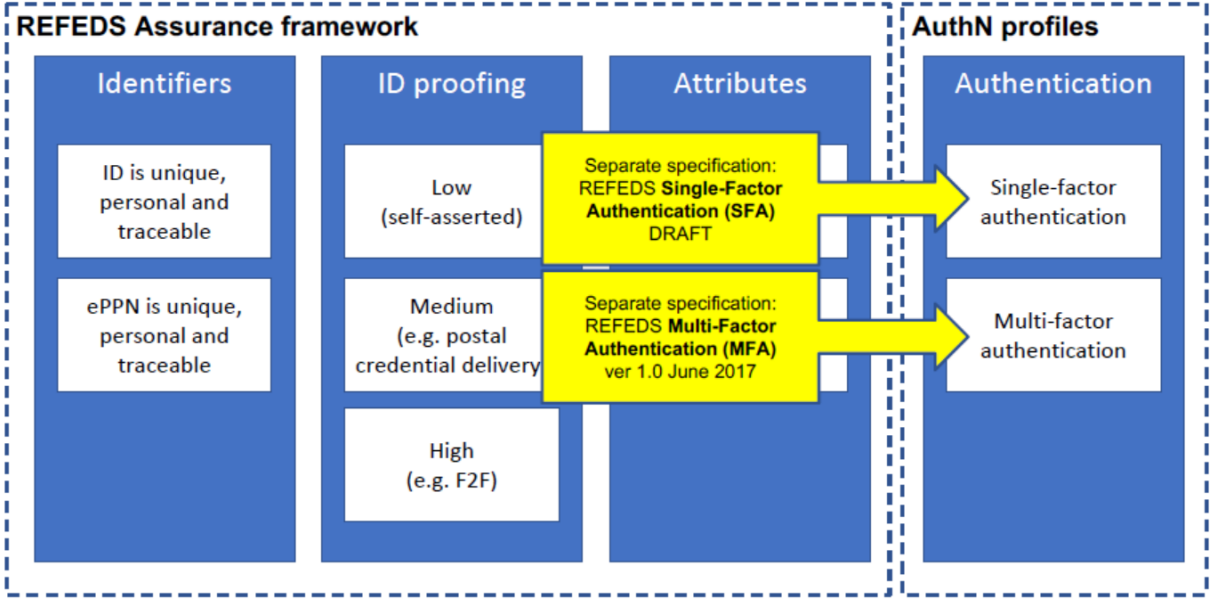 REFEDS Assurance framework
AuthN profiles
Identifiers
ID is unique,
personal and
traceable
ePPN is unique,
personal and
traceable
ID proofing
Low
(self-asserted)
Medium
(e.g. postal
credential delivery
High
(e.g. F2F)
Attributes
Separate specification:
REFEDS Single-Factor
Authentication (SFA)
DRAFT
Separate specification:
REFEDS Multi-Factor
Authentication (MFA)
ver 1.0 June 2017
Authentication
Single-factor
authentication
Multi-factor
authentication